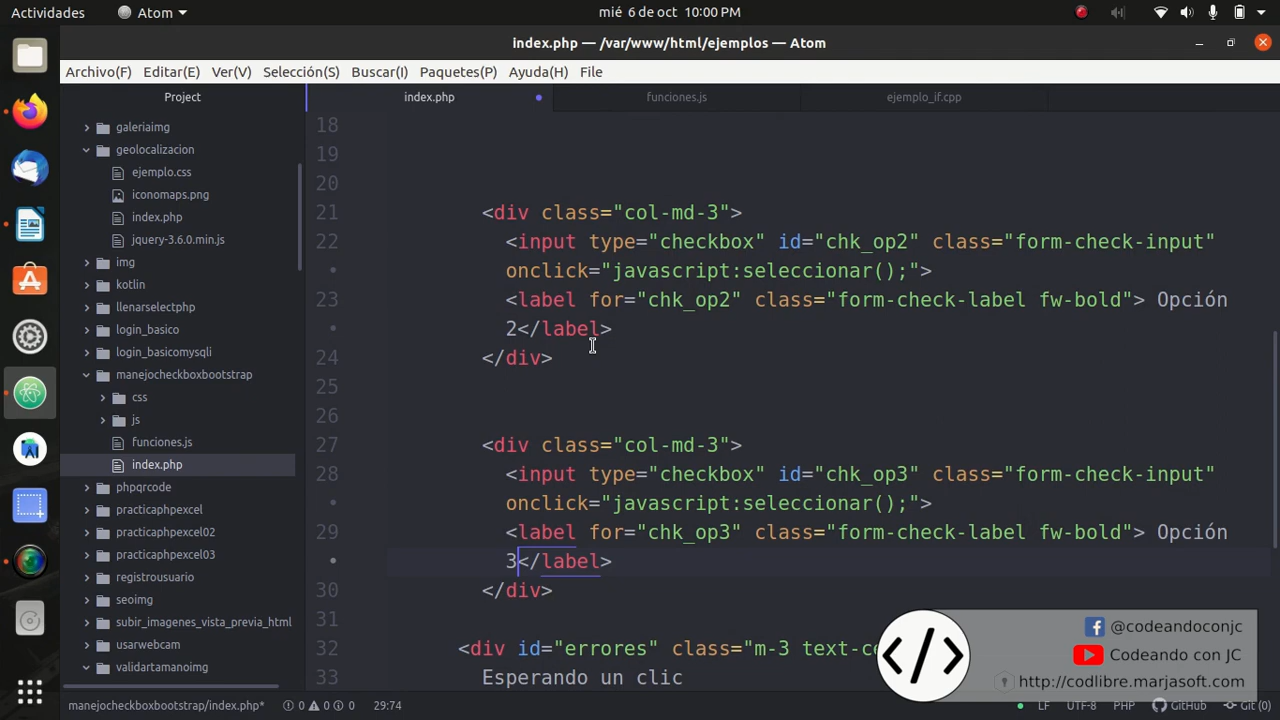 Actividades Atom mié 6 de oct 10:00 PM
index.php — /var/www/html/ejemplos — Atom
Archivo(F) Editar(E) Ver(V) Selección(S) Buscar(I) Paquetes(P) Ayuda(H) File
Project index.php funciones.js ejemplo_if.cpp
galeriaimg
geolocalizacion
ejemplo.css
iconomaps.png
index.php
jquery-3.6.0.min.js
img
kotlin
llenarselectphp
login_basico
login_basicomysqli
manejocheckboxbootstrap
css
js
funciones.js
index.php
phpqrcode
practicaphpexcel
practicaphpexcel02
practicaphpexcel03
registrousuario
seoimg
subir_imagenes_vista_previa_html
usarwebcam
validartamanoimg
18
19
20
21 <div class="col-md-3">
22 <input type="checkbox" id="chk_op2" class="form-check-input"
• onclick="javascript:seleccionar();">
23 <label for="chk_op2" class="form-check-label fw-bold"> Opción
• 2</label>
24 </div>
25
26
27 <div class="col-md-3">
28 <input type="checkbox" id="chk_op3" class="form-check-input"
• onclick="javascript:seleccionar();">
29 <label for="chk_op3" class="form-check-label fw-bold"> Opción
• 3</label>
30 </div>
31
32 <div id="errores" class="m-3 text-ce
33 Esperando un clic
</> @codeandoconjc
Codeando con JC
http://codlibre.marjasoft.com
manejocheckboxbootstrap/index.php* 0 0 0 29:74 LF UTF-8 PHP GitHub Git (0)